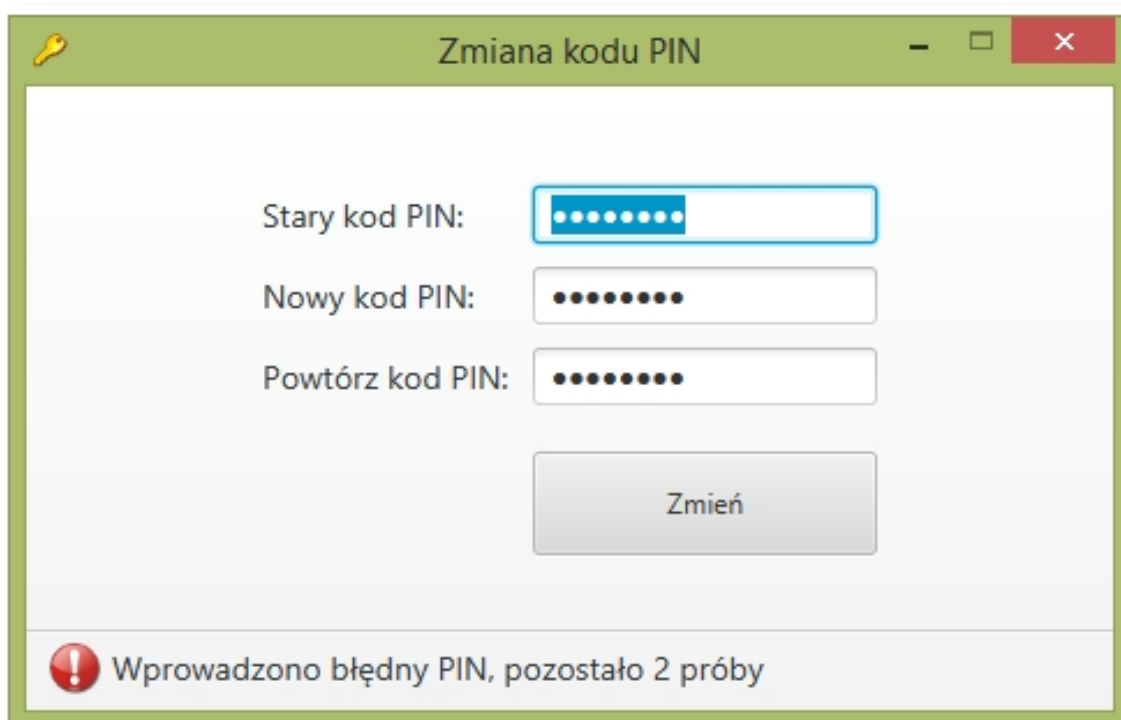 Zmiana kodu PIN
Stary kod PIN:
Nowy kod PIN:
Powtórz kod PIN:
Zmień
Wprowadzono błędny PIN, pozostało 2 próby